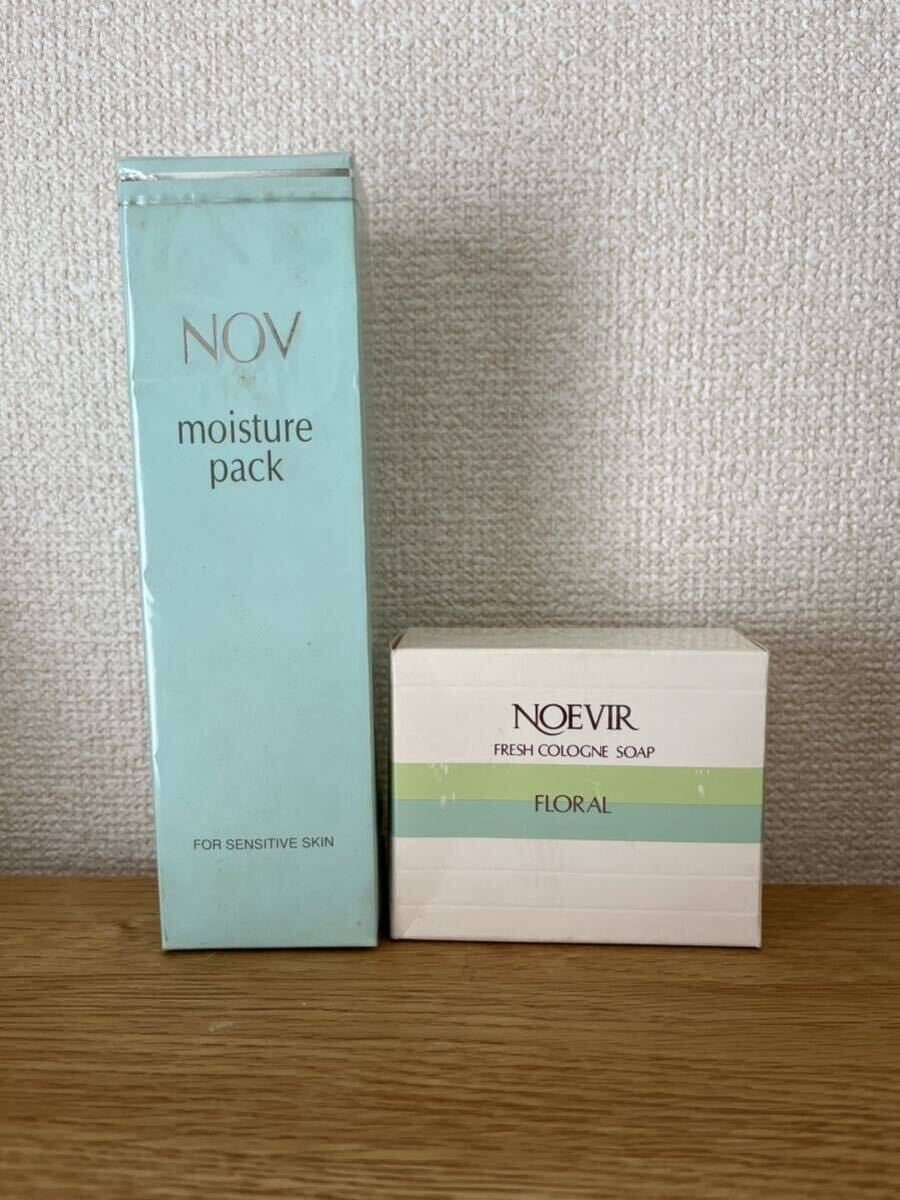 NOV
moisture
pack
FOR SENSITIVE SKIN
NOEVIR
FRESH COLOGNE SOAP
FLORAL